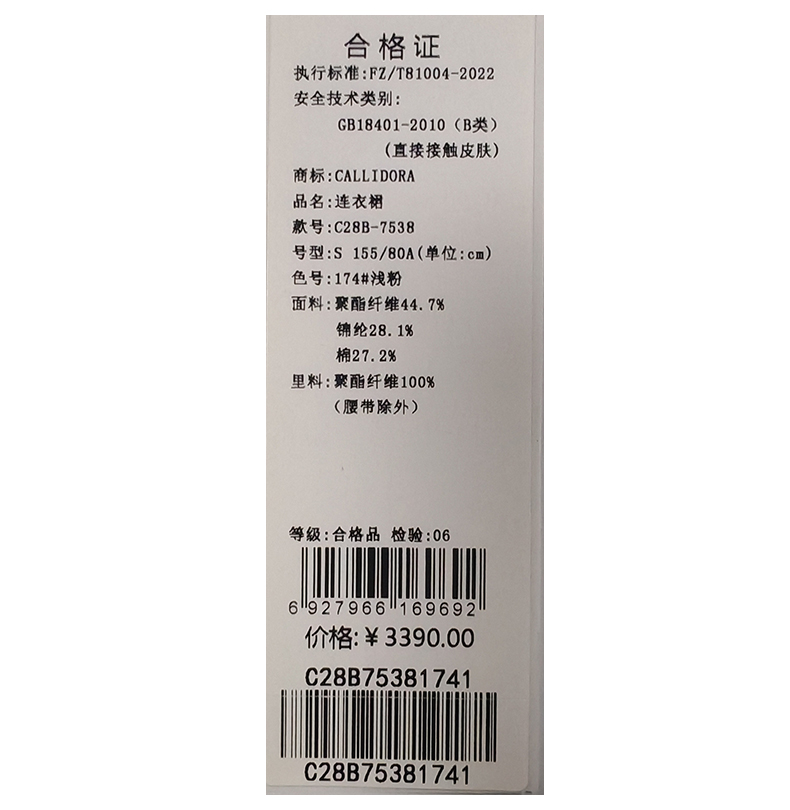 合格证
执行标准:FZ/T81004-2022
安全技术类别:
GB18401-2010（B类）
(直接接触皮肤)
商标:CALLIDORA
品名:连衣裙
款号:C28B-7538
号型:S 155/80A(单位:cm)
色号:174#浅粉
面料:聚酯纤维44.7%
锦纶28.1%
棉27.2%
里料:聚酯纤维100%
（腰带除外）
等级:合格品 检验:06
6 927966 169692
价格:￥3390.00
C28B75381741
C28B75381741